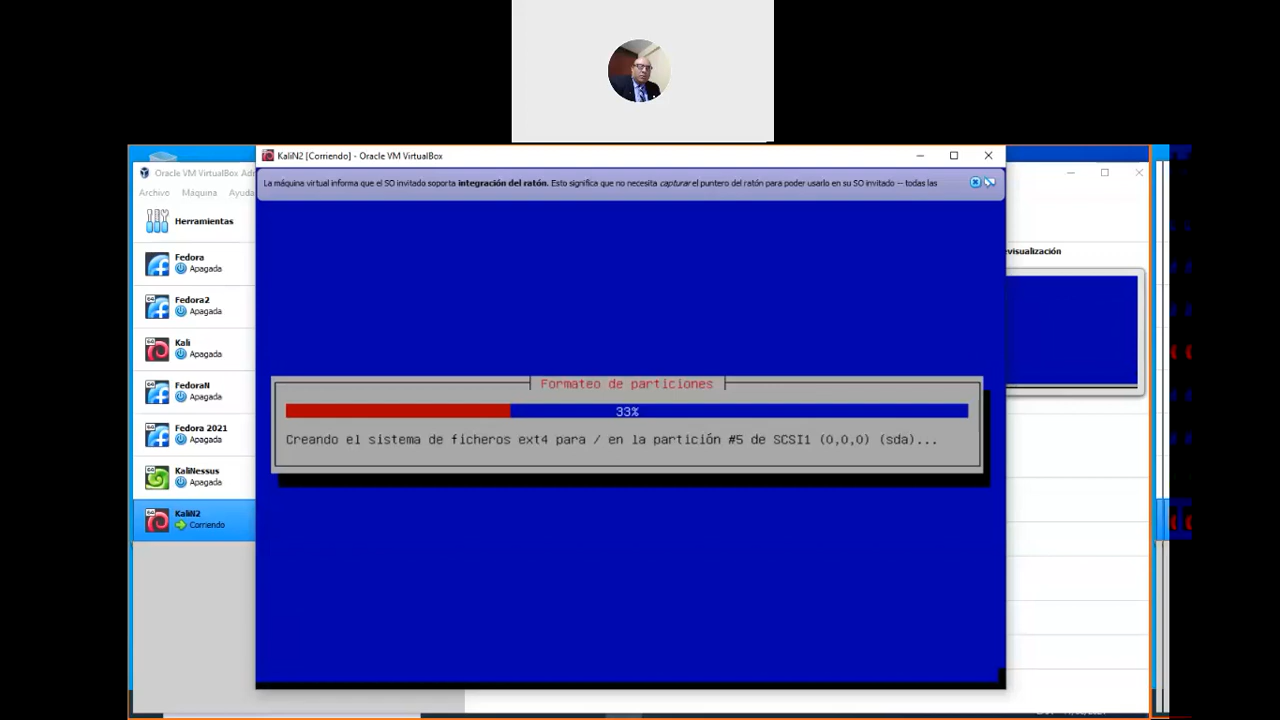 KaliN2 [Corriendo] - Oracle VM VirtualBox
La máquina virtual informa que el SO invitado soporta integración del ratón. Esto significa que no necesita capturar el puntero del ratón para poder usarlo en su SO invitado -- todas las
Oracle VM VirtualBox Ad
Archivo Máquina Ayuda
Herramientas
evisualización
Fedora
Apagada
Fedora2
Apagada
Kali
Apagada
FedoraN
Apagada
Fedora 2021
Apagada
KaliNessus
Apagada
KaliN2
Corriendo
Formateo de particiones
33%
Creando el sistema de ficheros ext4 para / en la partición #5 de SCSI1 (0,0,0) (sda)...